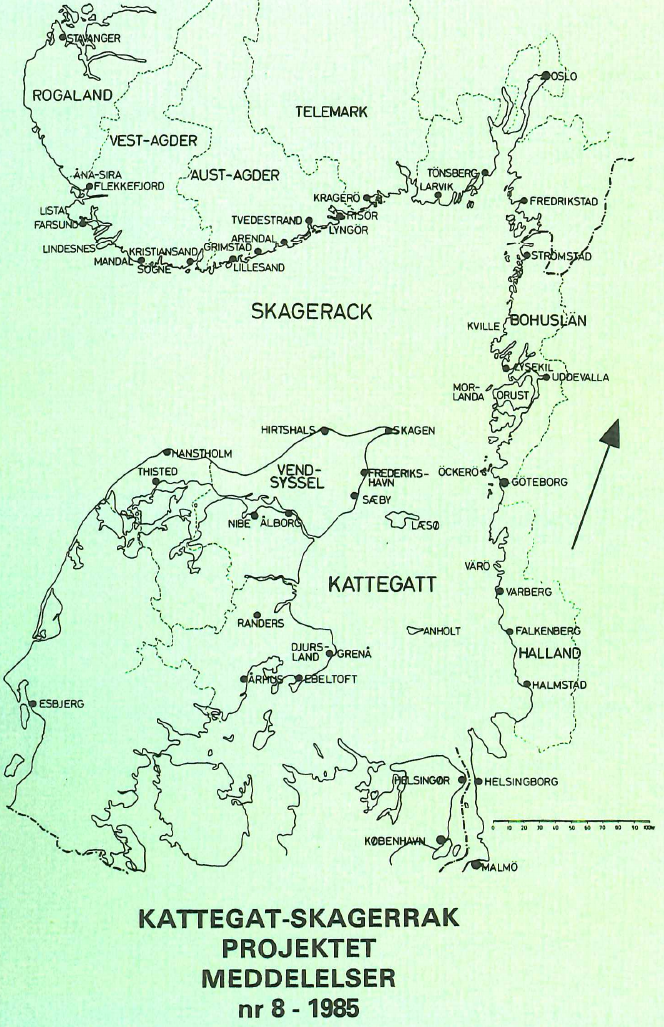 STAVANGER
OSLO
ROGALAND
TELEMARK
VEST-AGDER
AUST-AGDER
TÖNSBERG
ÅNA-SIRA
FLEKKEFJORD
LARVIK
KRAGERÖ
FREDRIKSTAD
LISTA
RISÖR
FARSUND
TVEDESTRAND
LYNGÖR
ARENDAL
LINDESNES
KRISTIANSAND
GRIMSTAD
MANDAL
SÖGNE
LILLESAND
STRÖMSTAD
SKAGERACK
KVILLE
BOHUSLÄN
LYSEKIL
UDDEVALLA
MOR-
LANDA
ORUST
HIRTSHALS
SKAGEN
HANSTHOLM
THISTED
VEND-
SYSSEL
FREDERIKS-
HAVN
ÖCKERÖ
GÖTEBORG
SÆBY
NIBE
ÅLBORG
LÆSØ
VÄRÖ
KATTEGATT
VARBERG
RANDERS
ANHOLT
FALKENBERG
DJURS-
LAND
GRENÅ
HALLAND
ÅRHUS
EBELTOFT
HALMSTAD
ESBJERG
HELSINGØR
HELSINGBORG
0 10 20 30 40 50 60 70 80 90 100km
KØBENHAVN
MALMÖ
KATTEGAT-SKAGERRAK
PROJEKTET
MEDDELELSER
nr 8 - 1985